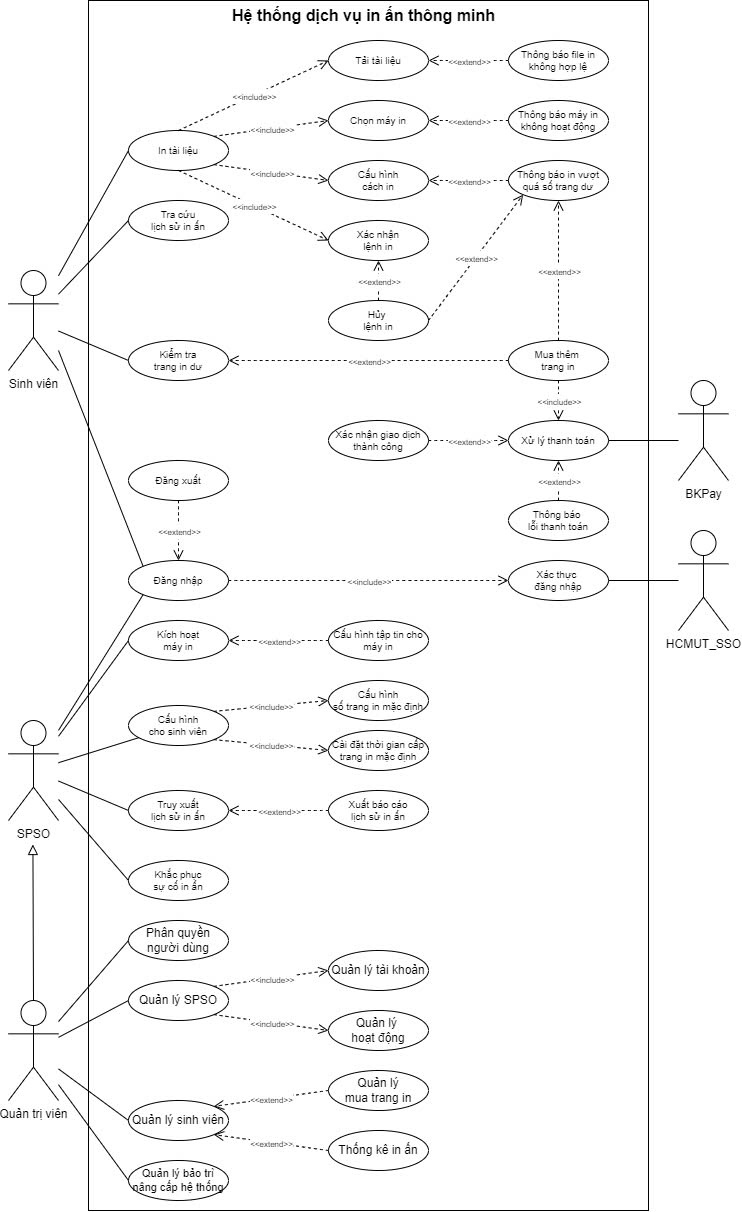 Hệ thống dịch vụ in ấn thông minh
Tải tài liệu
<<extend>>
Thông báo file in
không hợp lệ
<<include>>
Chọn máy in
<<extend>>
Thông báo máy in
không hoạt động
In tài liệu
<<include>>
<<include>>
Cấu hình
cách in
<<extend>>
Thông báo in vượt
quá số trang dư
<<include>>
Tra cứu
lịch sử in ấn
Xác nhận
lệnh in
<<extend>>
<<extend>>
<<extend>>
Hủy
lệnh in
Sinh viên
Kiểm tra
trang in dư
<<extend>>
Mua thêm
trang in
<<include>>
Xác nhận giao dịch
thành công
<<extend>>
Xử lý thanh toán
BKPay
Đăng xuất
<<extend>>
<<extend>>
Thông báo
lỗi thanh toán
Đăng nhập
<<include>>
Xác thực
đăng nhập
HCMUT_SSO
Kích hoạt
máy in
<<extend>>
Cấu hình tập tin cho
máy in
Cấu hình
cho sinh viên
<<include>>
Cấu hình
số trang in mặc định
<<include>>
Cài đặt thời gian cấp
trang in mặc định
SPSO
Truy xuất
lịch sử in ấn
<<extend>>
Xuất báo cáo
lịch sử in ấn
Khắc phục
sự cố in ấn
Phân quyền
người dùng
Quản lý SPSO
<<include>>
Quản lý tài khoản
<<include>>
Quản lý
hoạt động
Quản trị viên
Quản lý sinh viên
<<extend>>
Quản lý
mua trang in
<<extend>>
Thống kê in ấn
Quản lý bảo trì
nâng cấp hệ thống